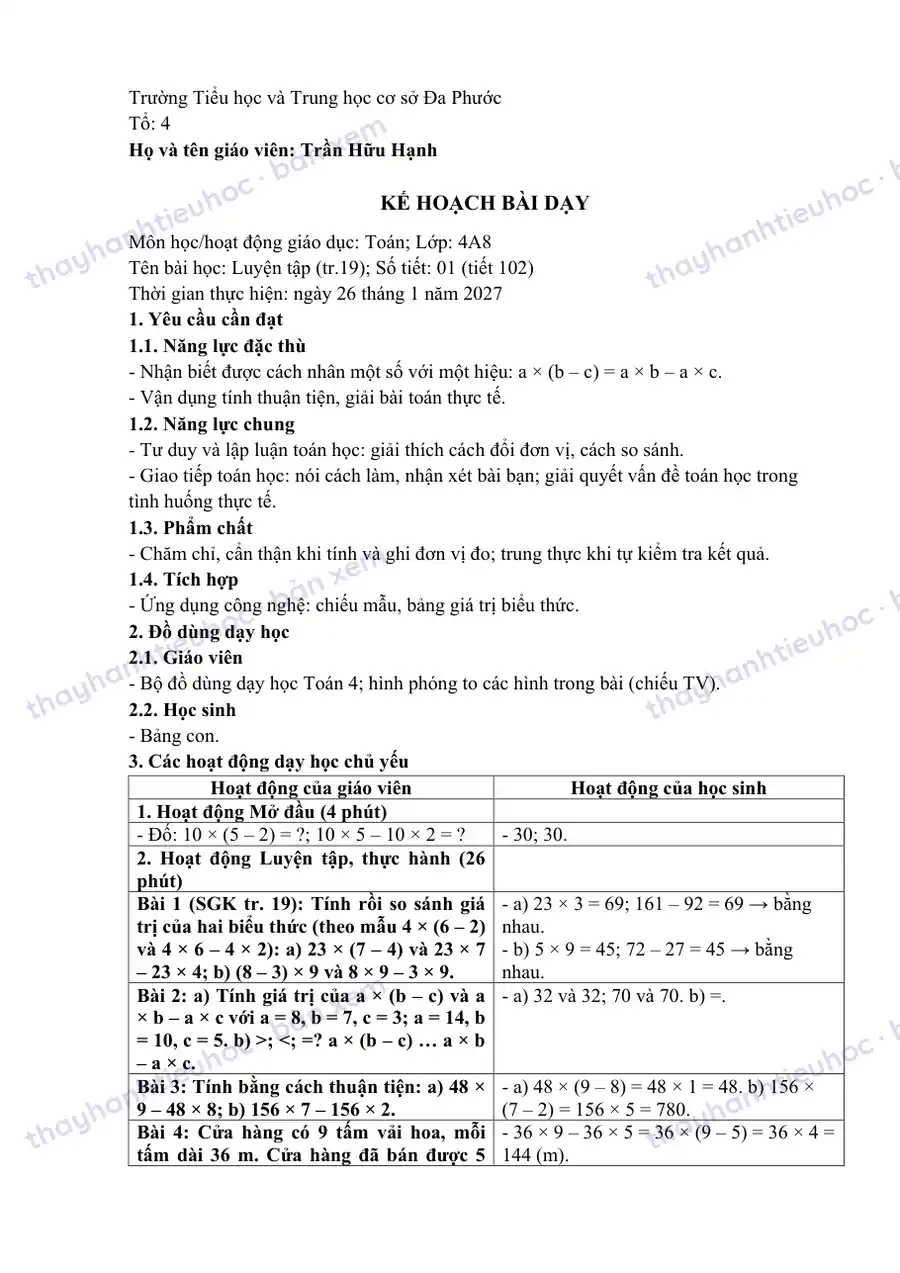 Trường Tiểu học và Trung học cơ sở Đa Phước
Tổ: 4
Họ và tên giáo viên: Trần Hữu Hạnh
KẾ HOẠCH BÀI DẠY
Môn học/hoạt động giáo dục: Toán; Lớp: 4A8
Tên bài học: Luyện tập (tr.19); Số tiết: 01 (tiết 102)
Thời gian thực hiện: ngày 26 tháng 1 năm 2027
1. Yêu cầu cần đạt
1.1. Năng lực đặc thù
- Nhận biết được cách nhân một số với một hiệu: a × (b – c) = a × b – a × c.
- Vận dụng tính thuận tiện, giải bài toán thực tế.
1.2. Năng lực chung
- Tư duy và lập luận toán học: giải thích cách đổi đơn vị, cách so sánh.
- Giao tiếp toán học: nói cách làm, nhận xét bài bạn; giải quyết vấn đề toán học trong
tình huống thực tế.
1.3. Phẩm chất
- Chăm chỉ, cẩn thận khi tính và ghi đơn vị đo; trung thực khi tự kiểm tra kết quả.
1.4. Tích hợp
- Ứng dụng công nghệ: chiếu mẫu, bảng giá trị biểu thức.
2. Đồ dùng dạy học
2.1. Giáo viên
- Bộ đồ dùng dạy học Toán 4; hình phóng to các hình trong bài (chiếu TV).
2.2. Học sinh
- Bảng con.
3. Các hoạt động dạy học chủ yếu
Hoạt động của giáo viên
Hoạt động của học sinh
1. Hoạt động Mở đầu (4 phút)
- Đố: 10 × (5 – 2) = ?; 10 × 5 – 10 × 2 = ?
- 30; 30.
2. Hoạt động Luyện tập, thực hành (26
phút)
Bài 1 (SGK tr. 19): Tính rồi so sánh giá
trị của hai biểu thức (theo mẫu 4 × (6 – 2)
và 4 × 6 – 4 × 2): a) 23 × (7 – 4) và 23 × 7
– 23 × 4; b) (8 – 3) × 9 và 8 × 9 – 3 × 9.
- a) 23 × 3 = 69; 161 – 92 = 69 → bằng
nhau.
- b) 5 × 9 = 45; 72 – 27 = 45 → bằng
nhau.
Bài 2: a) Tính giá trị của a × (b – c) và a
× b – a × c với a = 8, b = 7, c = 3; a = 14, b
= 10, c = 5. b) >; <; =? a × (b – c) … a × b
– a × c.
- a) 32 và 32; 70 và 70. b) =.
Bài 3: Tính bằng cách thuận tiện: a) 48 ×
9 – 48 × 8; b) 156 × 7 – 156 × 2.
- a) 48 × (9 – 8) = 48 × 1 = 48. b) 156 ×
(7 – 2) = 156 × 5 = 780.
Bài 4: Cửa hàng có 9 tấm vải hoa, mỗi
tấm dài 36 m. Cửa hàng đã bán được 5
- 36 × 9 – 36 × 5 = 36 × (9 – 5) = 36 × 4 =
144 (m).
thayhanhtieuhoc · bản xem
thayhanhtieuhoc · b
thayhanhtieuhoc · bản xem
thayhanhtieuhoc · b
thayhanhtieuhoc · bản xem
thayhanhtieuhoc · b